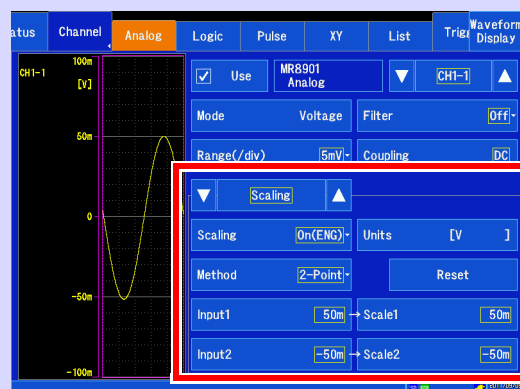 atus Channel Analog Logic Pulse XY List Trig Waveform Display
CH1-1
100m
[V]
50m
0
-50m
-100m
Use MR8901 Analog CH1-1
Mode Voltage Filter Off
Range(/div) 5mV Coupling DC
Scaling
Scaling On(ENG) Units [V ]
Method 2-Point Reset
Input1 50m → Scale1 50m
Input2 -50m → Scale2 -50m